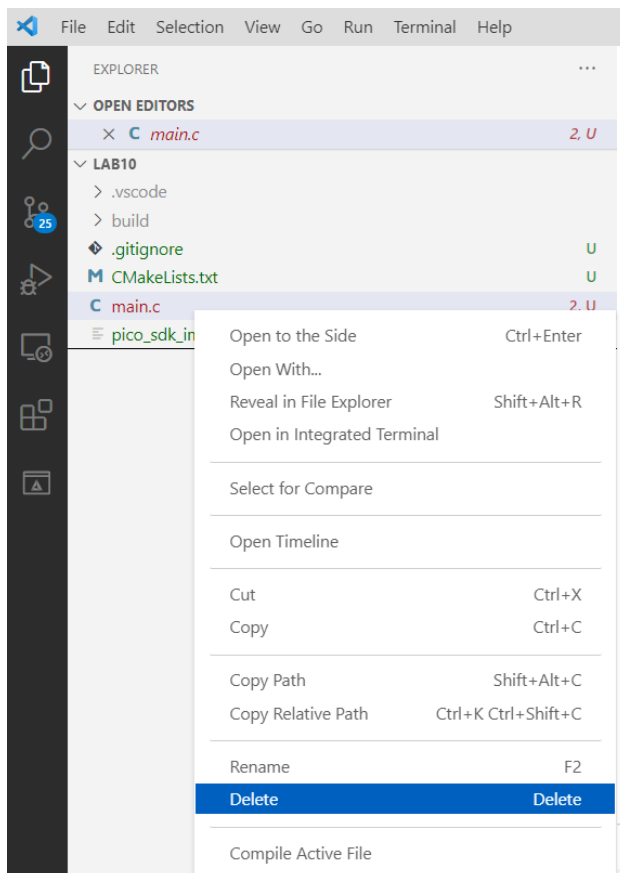 File Edit Selection View Go Run Terminal Help
EXPLORER ...
OPEN EDITORS
C main.c 2, U
LAB10
.vscode
build
25
.gitignore U
M CMakeLists.txt U
C main.c 2, U
pico_sdk_in
Open to the Side Ctrl+Enter
Open With...
Reveal in File Explorer Shift+Alt+R
Open in Integrated Terminal
Select for Compare
Open Timeline
Cut Ctrl+X
Copy Ctrl+C
Copy Path Shift+Alt+C
Copy Relative Path Ctrl+K Ctrl+Shift+C
Rename F2
Delete Delete
Compile Active File